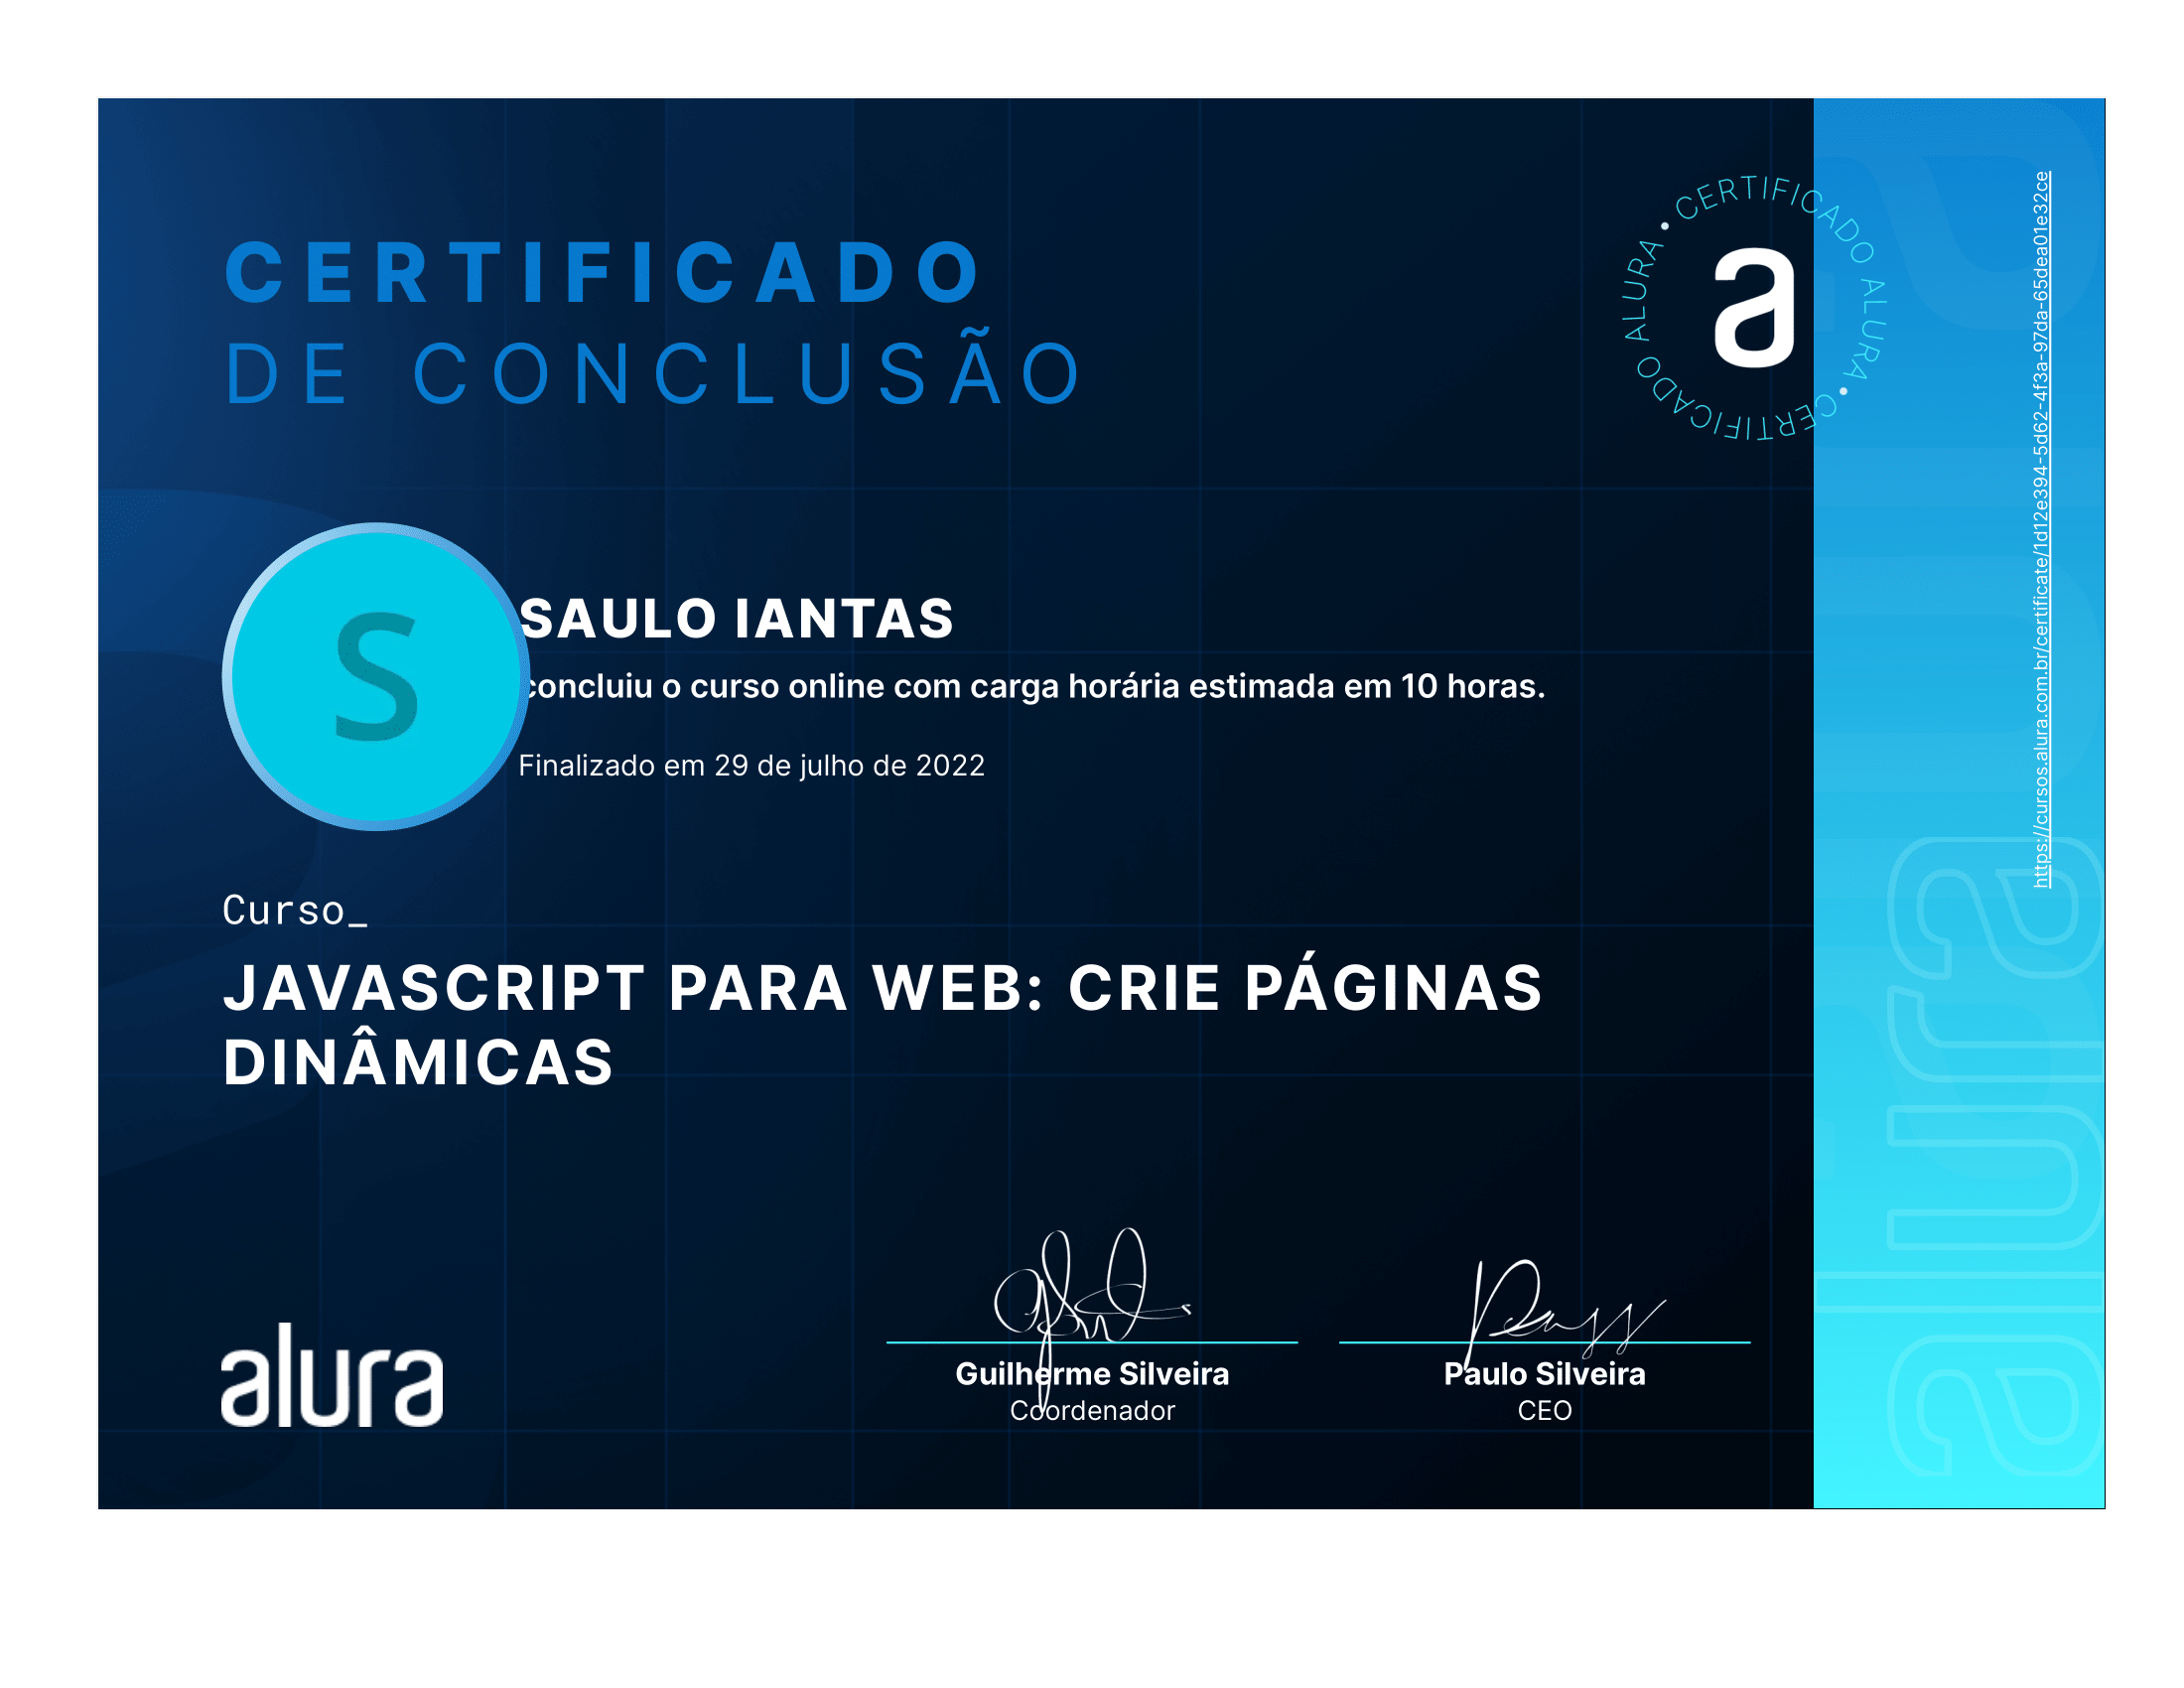 CERTIFICADO
DE CONCLUSÃO
CERTIFICADO ALURA • CERTIFICADO ALURA •
a
https://cursos.alura.com.br/certificate/1d12e394-5d62-4f3a-97da-65dea01e32ce
S
SAULO IANTAS
concluiu o curso online com carga horária estimada em 10 horas.
Finalizado em 29 de julho de 2022
Curso_
JAVASCRIPT PARA WEB: CRIE PÁGINAS
DINÂMICAS
alura
Guilherme Silveira
Coordenador
Paulo Silveira
CEO
alura